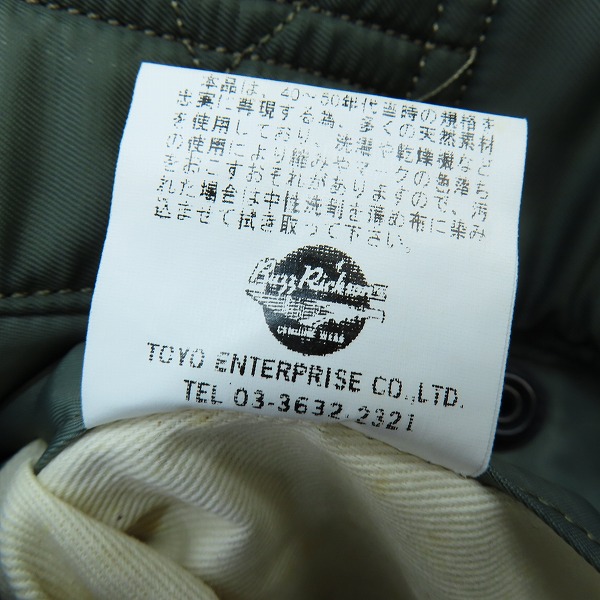 本品は、40～50年代当時の規格を
忠実に再現する為、多くの天然素材
を使用しており、洗濯や乾燥機など
の使用により縮みやマークの色落ち
をおこすおそれがありますので、汚
れた場合は中性洗剤を薄め布に染み
込ませて拭き取って下さい。
Buzz Rickson's
GENUINE WEAR
TOYO ENTERPRISE CO.,LTD.
TEL 03-3632-2321